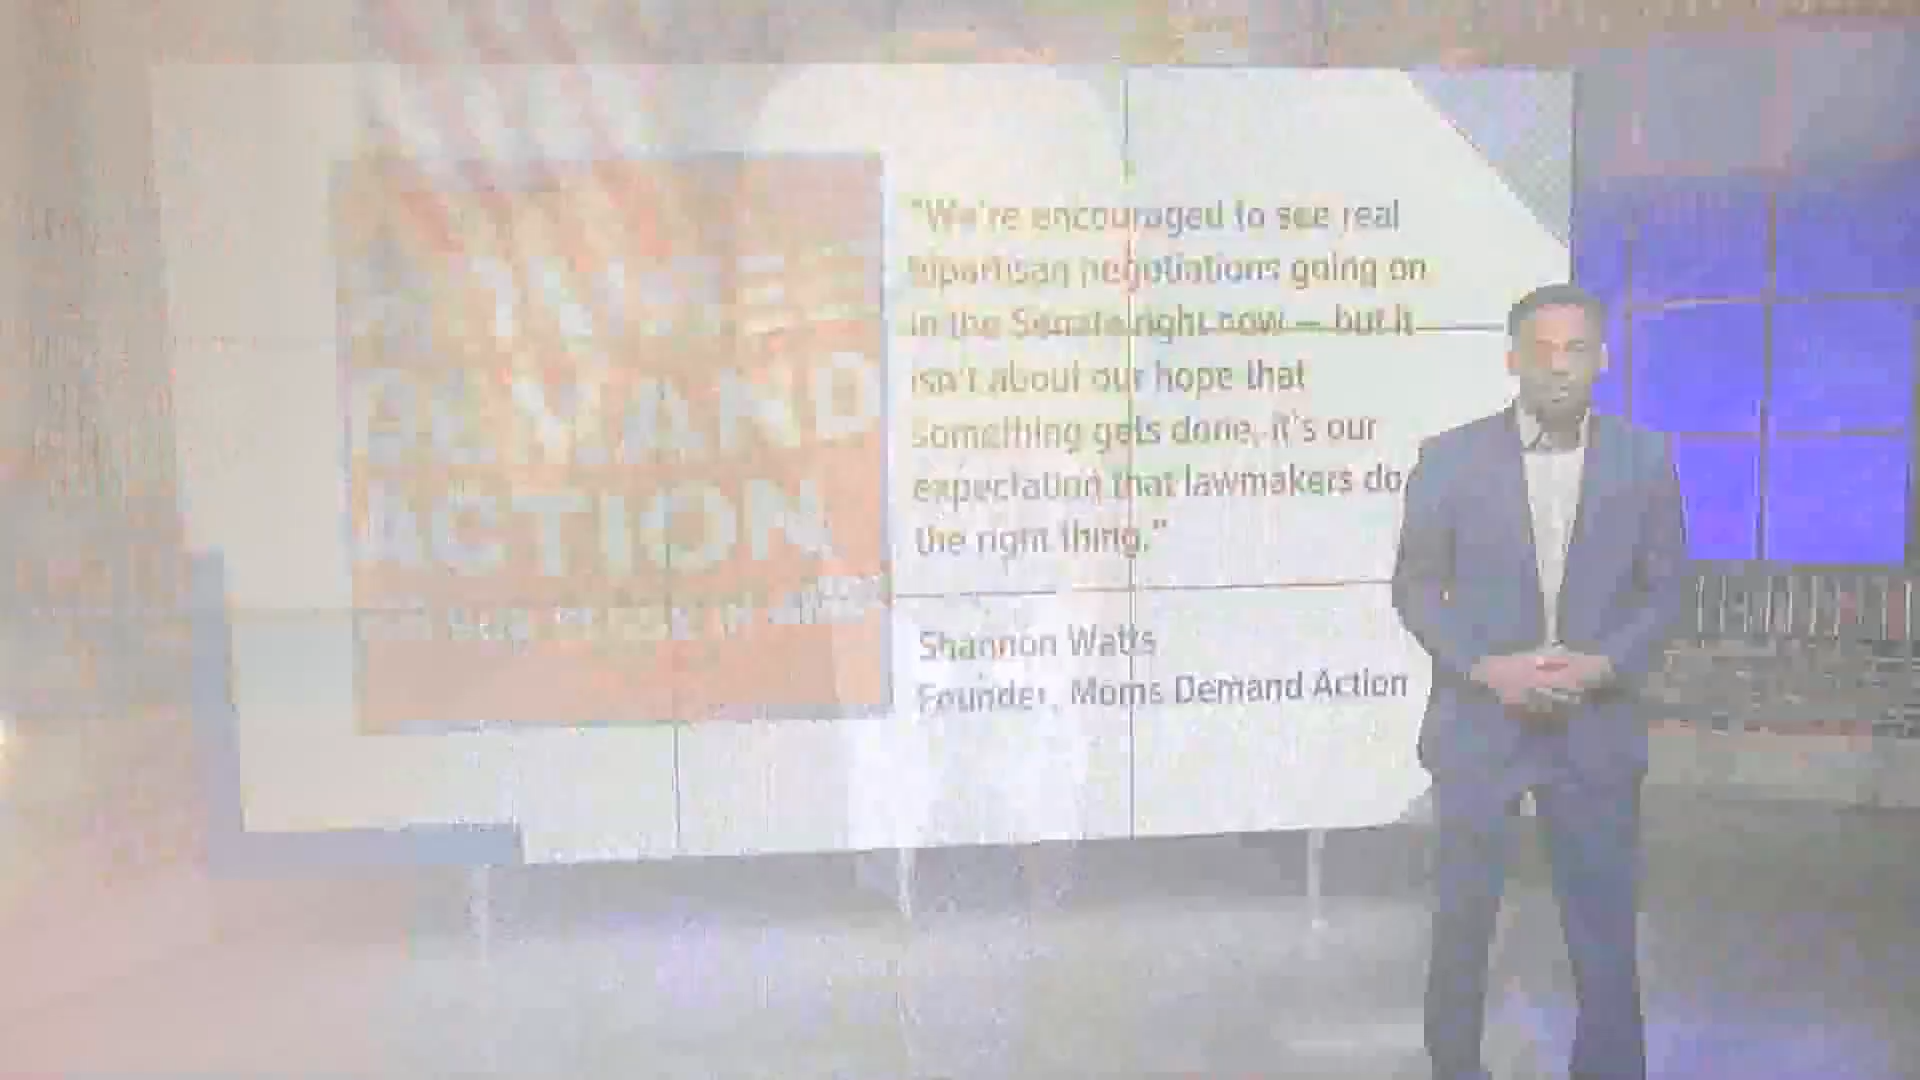 DEMAND
ACTION
"We're encouraged to see real
bipartisan negotiations going on
in the Senate right now — but it
isn't about our hope that
something gets done, it's our
expectation that lawmakers do
the right thing."
Shannon Watts
Founder, Moms Demand Action